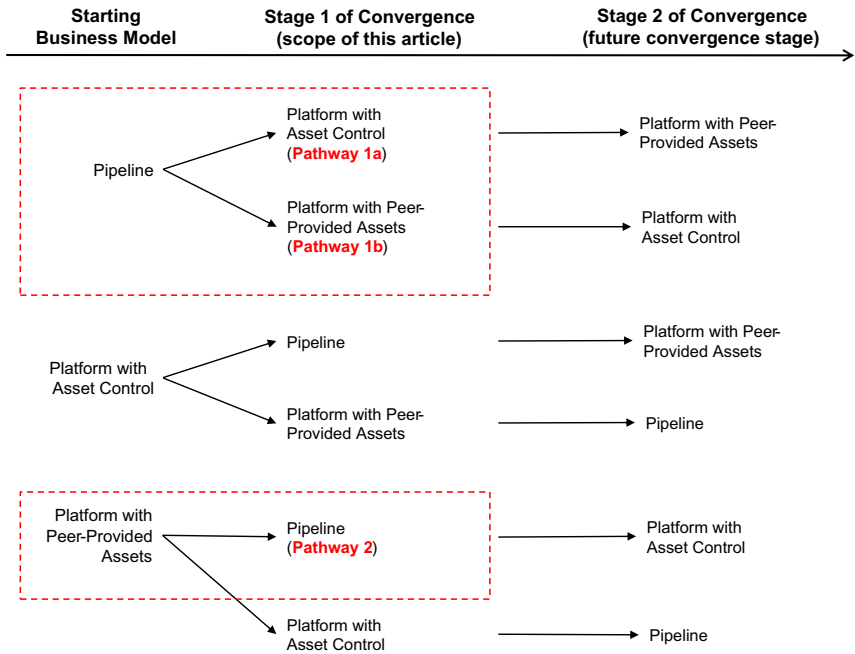 Starting
Business Model
Stage 1 of Convergence
(scope of this article)
Stage 2 of Convergence
(future convergence stage)
Pipeline
Platform with
Asset Control
(Pathway 1a)
Platform with Peer-
Provided Assets
Platform with Peer-
Provided Assets
(Pathway 1b)
Platform with
Asset Control
Platform with
Asset Control
Pipeline
Platform with Peer-
Provided Assets
Platform with Peer-
Provided Assets
Pipeline
Platform with
Peer-Provided
Assets
Pipeline
(Pathway 2)
Platform with
Asset Control
Platform with
Asset Control
Pipeline